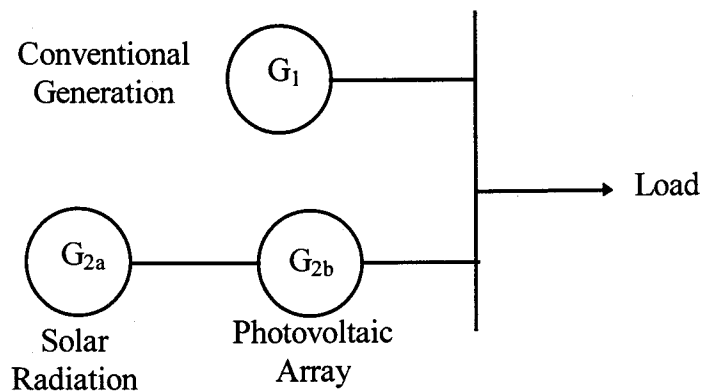 Conventional
Generation
G₁
Load
G₂ₐ
G₂b
Solar
Radiation
Photovoltaic
Array